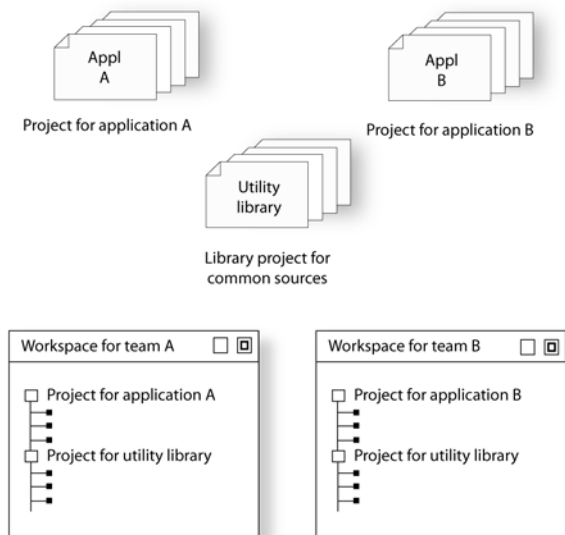 Appl
A
Project for application A
Appl
B
Project for application B
Utility
library
Library project for
common sources
Workspace for team A
Project for application A
Project for utility library
Workspace for team B
Project for application B
Project for utility library